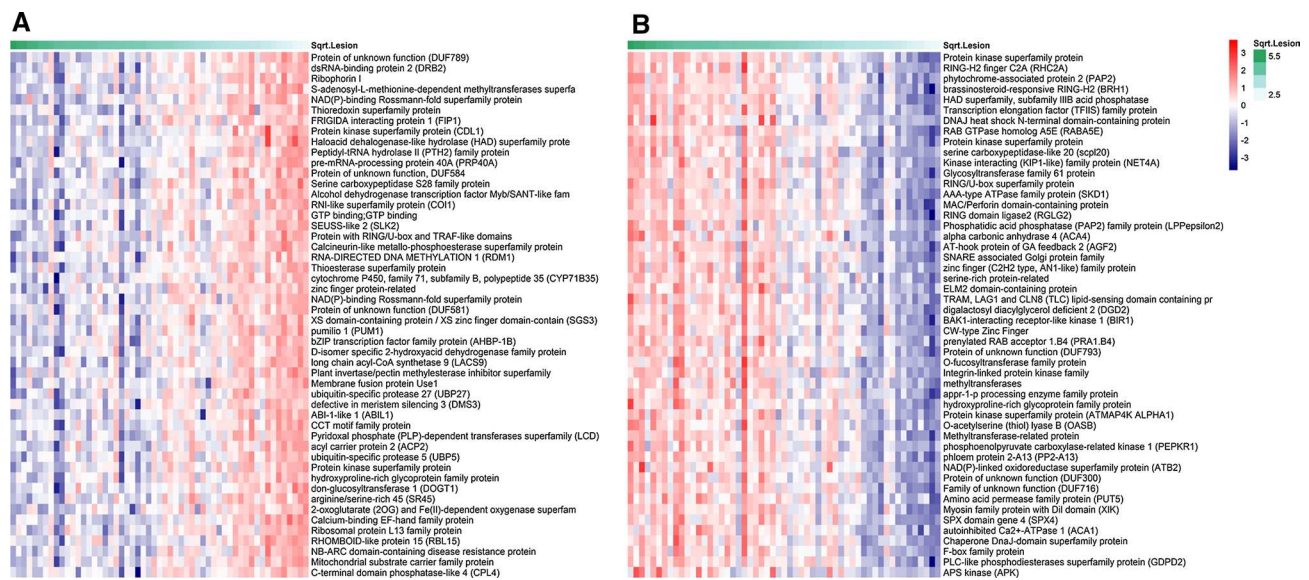 A
Sqrt.Lesion
Protein of unknown function (DUF789)
dsRNA-binding protein 2 (DRB2)
Ribophorin I
S-adenosyl-L-methionine-dependent methyltransferases superfa
NAD(P)-binding Rossmann-fold superfamily protein
Thioredoxin superfamily protein
FRIGIDA interacting protein 1 (FIP1)
Protein kinase superfamily protein (CDL1)
Haloacid dehalogenase-like hydrolase (HAD) superfamily prote
Peptidyl-tRNA hydrolase II (PTH2) family protein
pre-mRNA-processing protein 40A (PRP40A)
Protein of unknown function, DUF584
Serine carboxypeptidase S28 family protein
Alcohol dehydrogenase transcription factor Myb/SANT-like fam
RNI-like superfamily protein (COI1)
GTP binding;GTP binding
SEUSS-like 2 (SLK2)
Protein with RING/U-box and TRAF-like domains
Calcineurin-like metallo-phosphoesterase superfamily protein
RNA-DIRECTED DNA METHYLATION 1 (RDM1)
Thioesterase superfamily protein
cytochrome P450, family 71, subfamily B, polypeptide 35 (CYP71B35)
zinc finger protein-related
NAD(P)-binding Rossmann-fold superfamily protein
Protein of unknown function (DUF581)
XS domain-containing protein / XS zinc finger domain-contain (SGS3)
pumilio 1 (PUM1)
bZIP transcription factor family protein (AHBP-1B)
D-isomer specific 2-hydroxyacid dehydrogenase family protein
long chain acyl-CoA synthetase 9 (LACS9)
Plant invertase/pectin methylesterase inhibitor superfamily
Membrane fusion protein Use1
ubiquitin-specific protease 27 (UBP27)
defective in meristem silencing 3 (DMS3)
ABI-1-like 1 (ABIL1)
CCT motif family protein
Pyridoxal phosphate (PLP)-dependent transferases superfamily (LCD)
acyl carrier protein 2 (ACP2)
ubiquitin-specific protease 5 (UBP5)
Protein kinase superfamily protein
hydroxyproline-rich glycoprotein family protein
don-glucosyltransferase 1 (DOGT1)
arginine/serine-rich 45 (SR45)
2-oxoglutarate (2OG) and Fe(II)-dependent oxygenase superfam
Calcium-binding EF-hand family protein
Ribosomal protein L13 family protein
RHOMBOID-like protein 15 (RBL15)
NB-ARC domain-containing disease resistance protein
Mitochondrial substrate carrier family protein
C-terminal domain phosphatase-like 4 (CPL4)
B
Sqrt.Lesion
Protein kinase superfamily protein
RING-H2 finger C2A (RHC2A)
phytochrome-associated protein 2 (PAP2)
brassinosteroid-responsive RING-H2 (BRH1)
HAD superfamily, subfamily IIIB acid phosphatase
Transcription elongation factor (TFIIS) family protein
DNAJ heat shock N-terminal domain-containing protein
RAB GTPase homolog A5E (RABA5E)
Protein kinase superfamily protein
serine carboxypeptidase-like 20 (scpl20)
Kinase interacting (KIP1-like) family protein (NET4A)
Glycosyltransferase family 61 protein
RING/U-box superfamily protein
AAA-type ATPase family protein (SKD1)
MAC/Perforin domain-containing protein
RING domain ligase2 (RGLG2)
Phosphatidic acid phosphatase (PAP2) family protein (LPPepsilon2)
alpha carbonic anhydrase 4 (ACA4)
AT-hook protein of GA feedback 2 (AGF2)
SNARE associated Golgi protein family
zinc finger (C2H2 type, AN1-like) family protein
serine-rich protein-related
ELM2 domain-containing protein
TRAM, LAG1 and CLN8 (TLC) lipid-sensing domain containing pr
digalactosyl diacylglycerol deficient 2 (DGD2)
BAK1-interacting receptor-like kinase 1 (BIR1)
CW-type Zinc Finger
prenylated RAB acceptor 1.B4 (PRA1.B4)
Protein of unknown function (DUF793)
O-fucosyltransferase family protein
Integrin-linked protein kinase family
methyltransferases
appr-1-p processing enzyme family protein
hydroxyproline-rich glycoprotein family protein
Protein kinase superfamily protein (ATMAP4K ALPHA1)
O-acetylserine (thiol) lyase B (OASB)
Methyltransferase-related protein
phosphoenolpyruvate carboxylase-related kinase 1 (PEPKR1)
phloem protein 2-A13 (PP2-A13)
NAD(P)-linked oxidoreductase superfamily protein (ATB2)
Protein of unknown function (DUF300)
Family of unknown function (DUF716)
Amino acid permease family protein (PUT5)
Myosin family protein with Dil domain (XIK)
SPX domain gene 4 (SPX4)
autoinhibited Ca2+-ATPase 1 (ACA1)
Chaperone DnaJ-domain superfamily protein
F-box family protein
PLC-like phosphodiesterases superfamily protein (GDPD2)
APS kinase (APK)
3
2
1
0
-1
-2
-3
Sqrt.Lesion
5.5
2.5